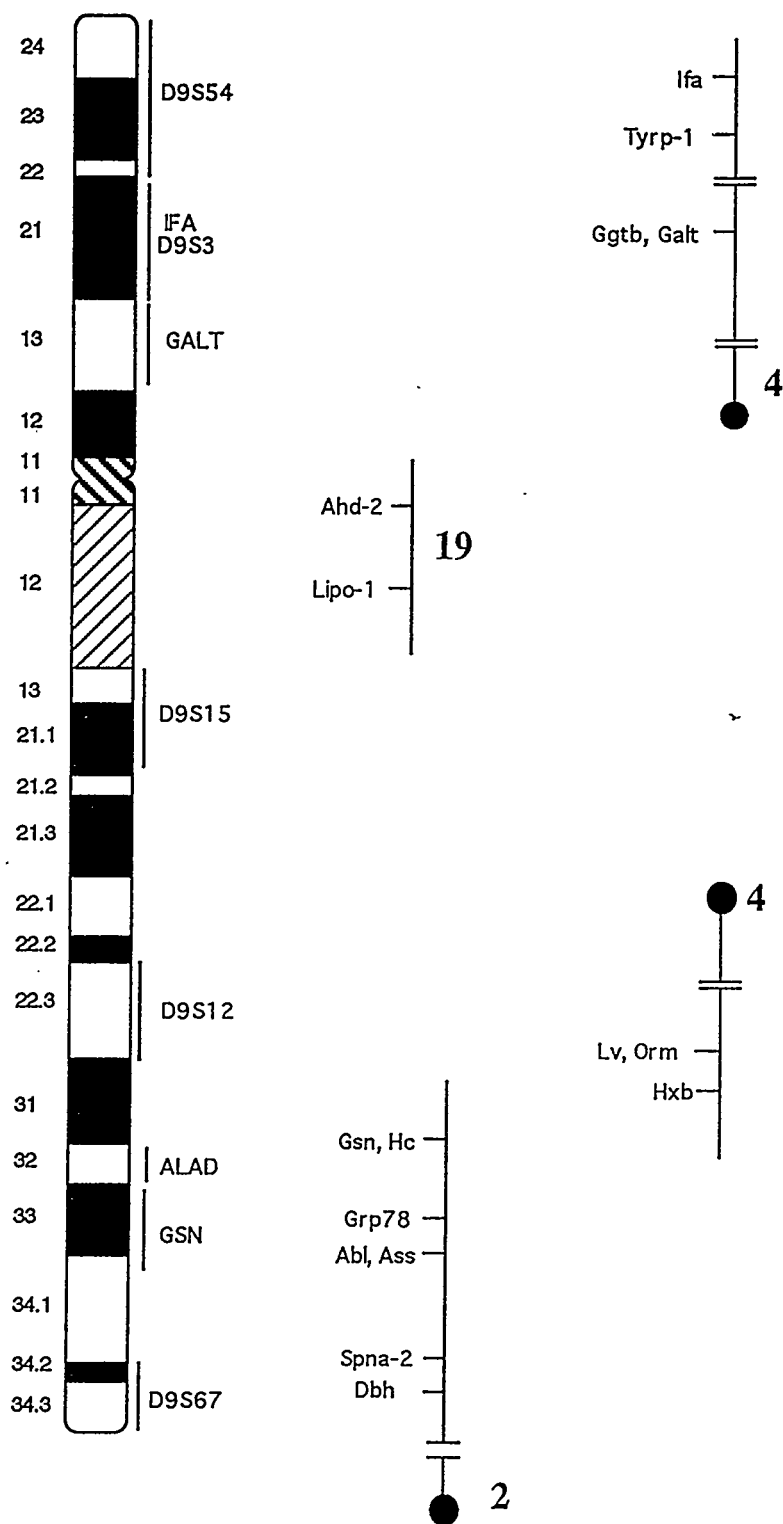 24
23
22
21
13
12
11
11
12
13
21.1
21.2
21.3
22.1
22.2
22.3
31
32
33
34.1
34.2
34.3
D9S54
IFA
D9S3
GALT
D9S15
D9S12
ALAD
GSN
D9S67
Ahd-2
Lipo-1
19
Gsn, Hc
Grp78
Abl, Ass
Spna-2
Dbh
2
Ifa
Tyrp-1
Ggtb, Galt
4
4
Lv, Orm
Hxb